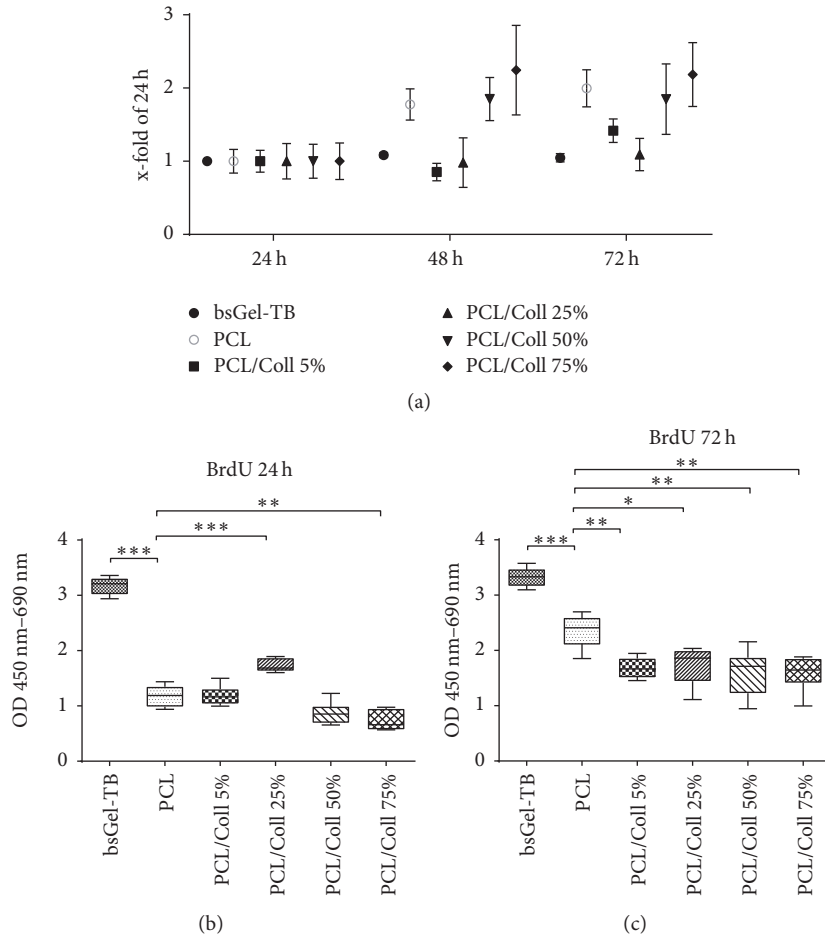 3
2
1
0
x-fold of 24 h
24 h 48 h 72 h
bsGel-TB
PCL
PCL/Coll 5%
PCL/Coll 25%
PCL/Coll 50%
PCL/Coll 75%
(a)
BrdU 24 h
**
***
***
4
3
2
1
0
OD 450 nm–690 nm
bsGel-TB
PCL
PCL/Coll 5%
PCL/Coll 25%
PCL/Coll 50%
PCL/Coll 75%
(b)
BrdU 72 h
**
**
*
**
***
4
3
2
1
0
OD 450 nm–690 nm
bsGel-TB
PCL
PCL/Coll 5%
PCL/Coll 25%
PCL/Coll 50%
PCL/Coll 75%
(c)